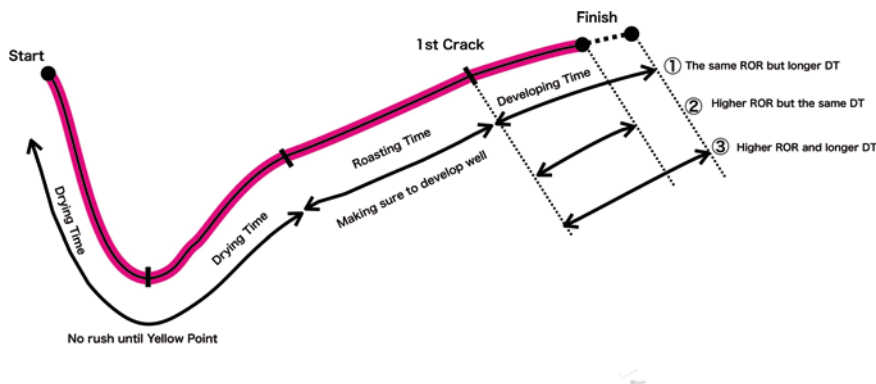 Finish
1st Crack
Start
① The same ROR but longer DT
Developing Time
② Higher ROR but the same DT
Roasting Time
③ Higher ROR and longer DT
Making sure to develop well
Drying Time
Drying Time
No rush until Yellow Point